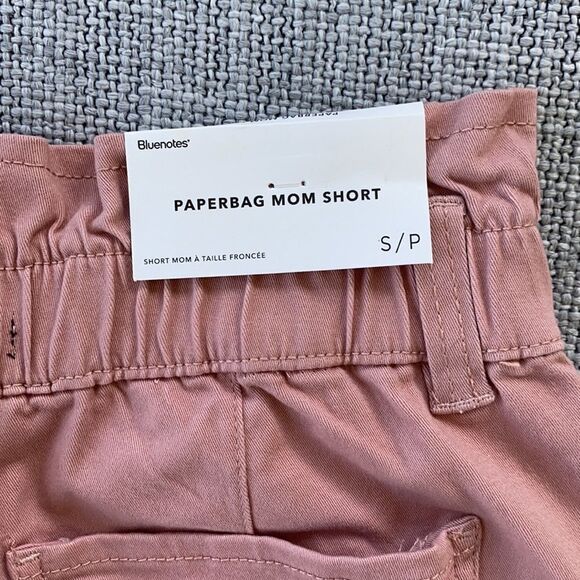 Bluenotes®
PAPERBAG MOM SHORT
S/P
SHORT MOM À TAILLE FRONCÉE